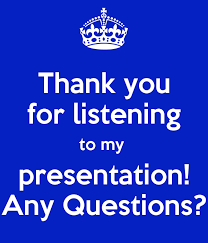 Thank you
for listening
to my
presentation!
Any Questions?